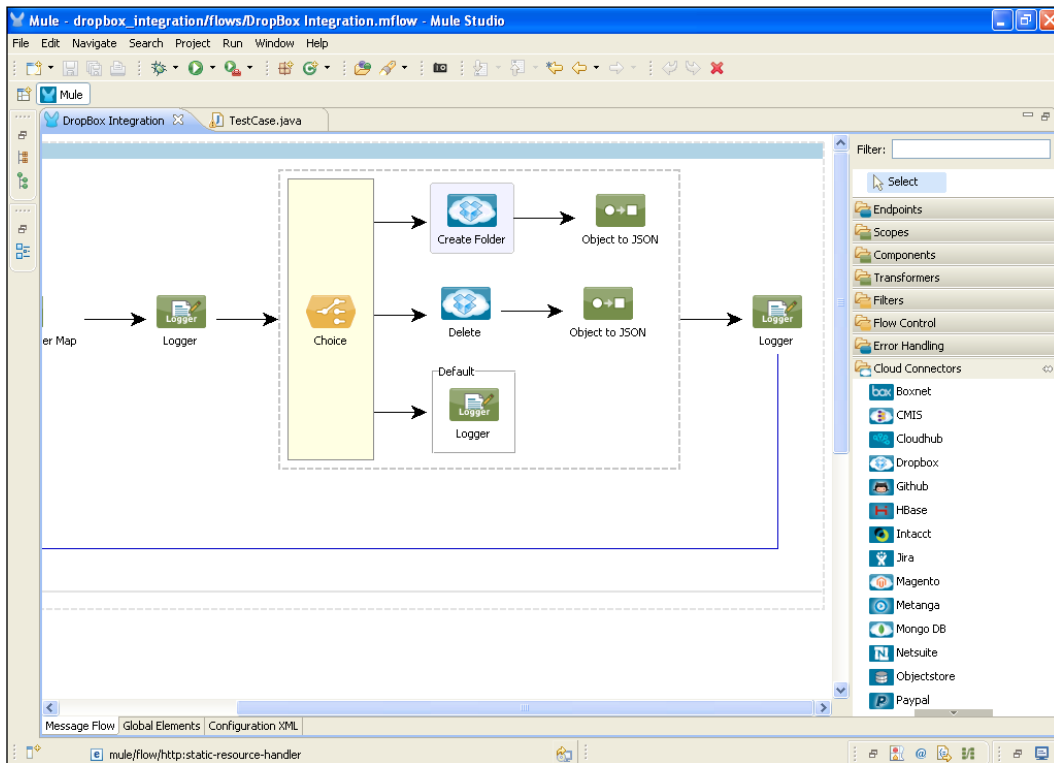 Mule - dropbox_integration/flows/DropBox Integration.mflow - Mule Studio
File Edit Navigate Search Project Run Window Help
Mule
DropBox Integration TestCase.java
Filter:
Select
Endpoints
Scopes
Components
Transformers
Filters
Flow Control
Error Handling
Cloud Connectors
box Boxnet
CMIS
Cloudhub
Dropbox
Github
HBase
Intacct
Jira
Magento
Metanga
Mongo DB
Netsuite
Objectstore
Paypal
Create Folder
Object to JSON
er Map
Logger
Logger
Choice
Delete
Object to JSON
Logger
Logger
Default
Logger
Logger
Message Flow Global Elements Configuration XML
mule/flow/http:static-resource-handler